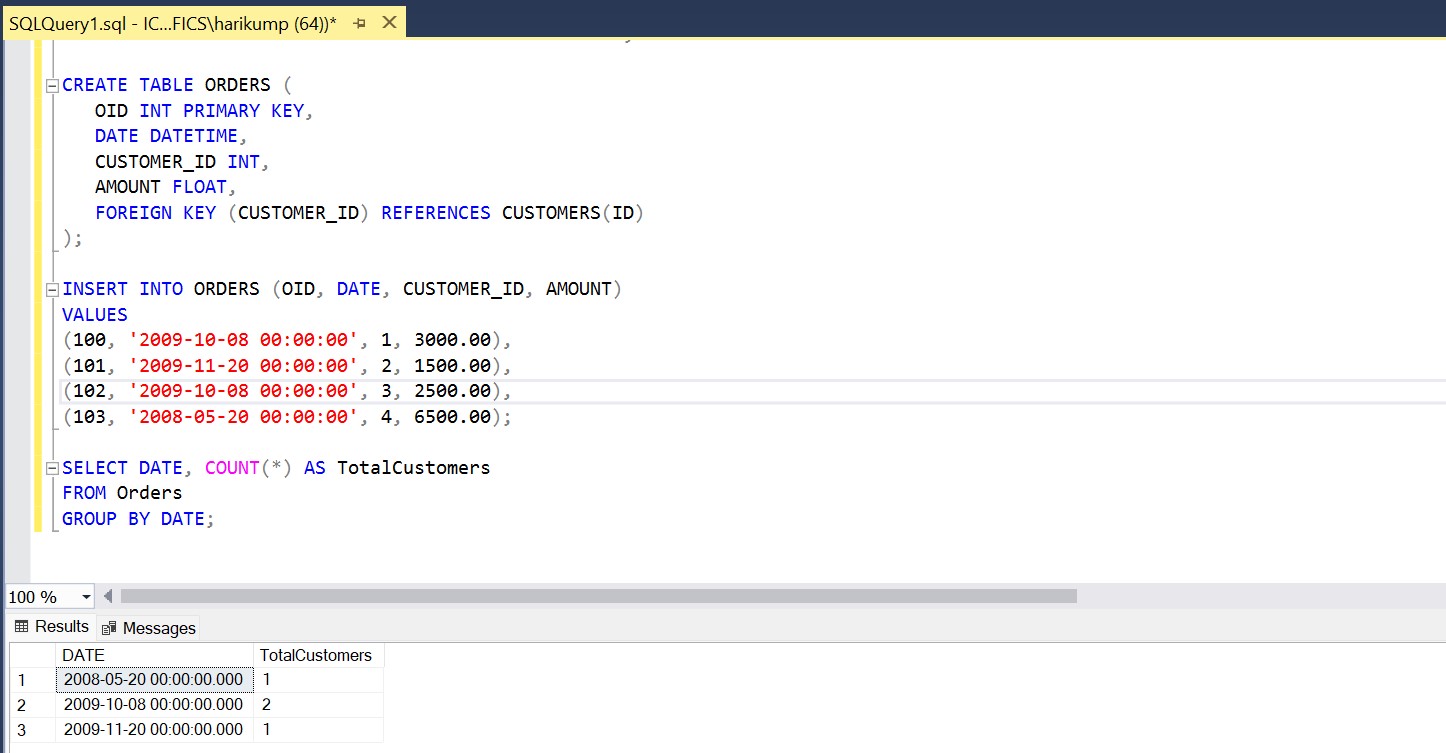 SQLQuery1.sql - IC...FICS\harikump (64))*
CREATE TABLE ORDERS (
OID INT PRIMARY KEY,
DATE DATETIME,
CUSTOMER_ID INT,
AMOUNT FLOAT,
FOREIGN KEY (CUSTOMER_ID) REFERENCES CUSTOMERS(ID)
);
INSERT INTO ORDERS (OID, DATE, CUSTOMER_ID, AMOUNT)
VALUES
(100, '2009-10-08 00:00:00', 1, 3000.00),
(101, '2009-11-20 00:00:00', 2, 1500.00),
(102, '2009-10-08 00:00:00', 3, 2500.00),
(103, '2008-05-20 00:00:00', 4, 6500.00);
SELECT DATE, COUNT(*) AS TotalCustomers
FROM Orders
GROUP BY DATE;
100 %
Results Messages
DATE TotalCustomers
1 2008-05-20 00:00:00.000 1
2 2009-10-08 00:00:00.000 2
3 2009-11-20 00:00:00.000 1